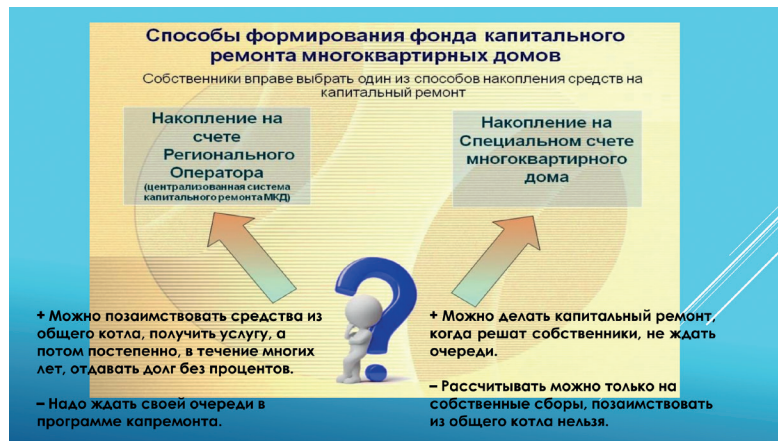 Способы формирования фонда капитального
ремонта многоквартирных домов
Собственники вправе выбрать один из способов накопления средств на
капитальный ремонт
Накопление на
счете
Регионального
Оператора
(централизованная система
капитального ремонта МКД)
Накопление на
Специальном счете
многоквартирного
дома
+ Можно позаимствовать средства из
общего котла, получить услугу, а
потом постепенно, в течение многих
лет, отдавать долг без процентов.
– Надо ждать своей очереди в
программе капремонта.
+ Можно делать капитальный ремонт,
когда решат собственники, не ждать
очереди.
– Рассчитывать можно только на
собственные сборы, позаимствовать
из общего котла нельзя.